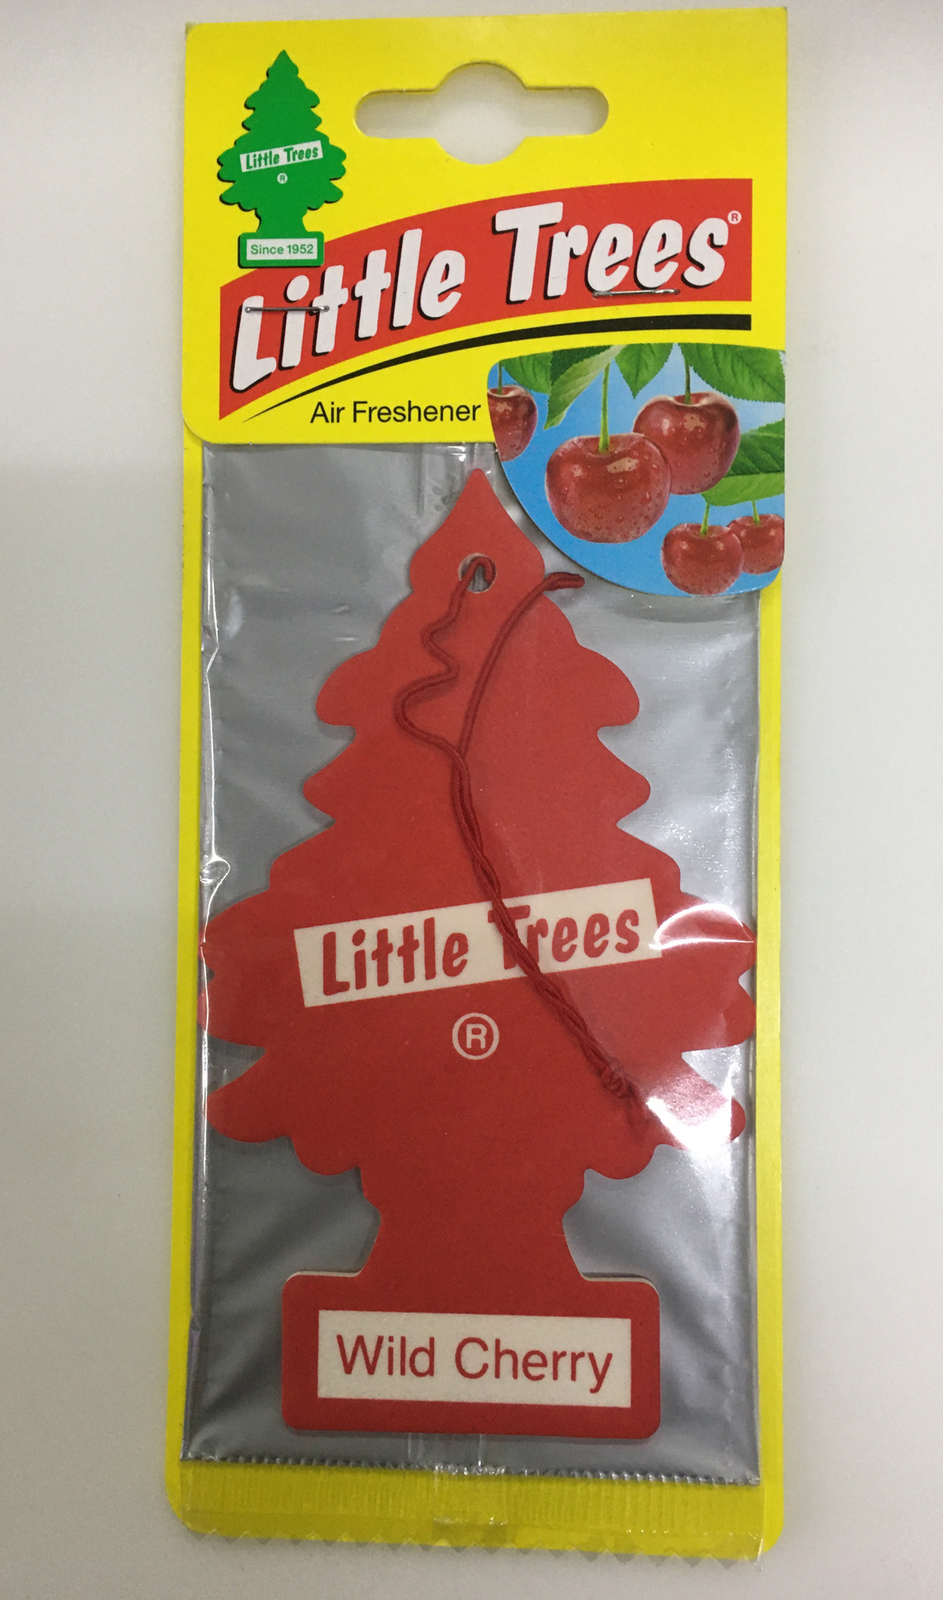 Little Trees
®
Since 1952
Little Trees®
Air Freshener
Little Trees
®
Wild Cherry